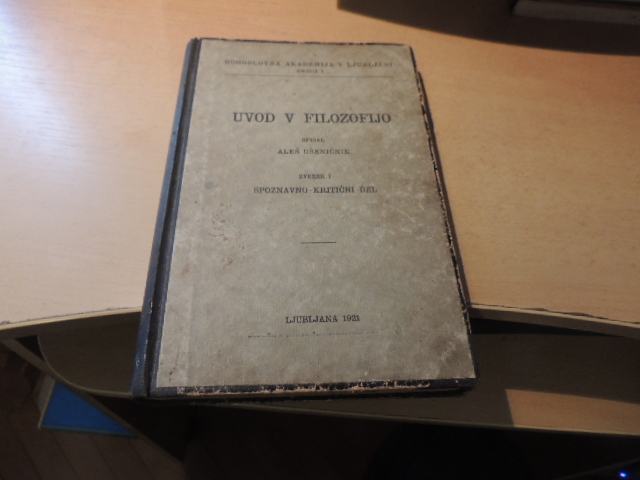 BOGOSLOVNA AKADEMIJA V LJUBLJANI
UVOD V FILOZOFIJO
SPISAL
ALEŠ UŠENIČNIK
ZVEZEK I
SPOZNAVNO-KRITIČNI DEL
LJUBLJANA 1921